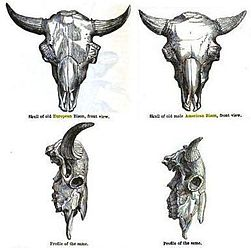 Skull of old European Bison, front view.
Skull of old male American Bison, front view.
Profile of the same.
Profile of the same.